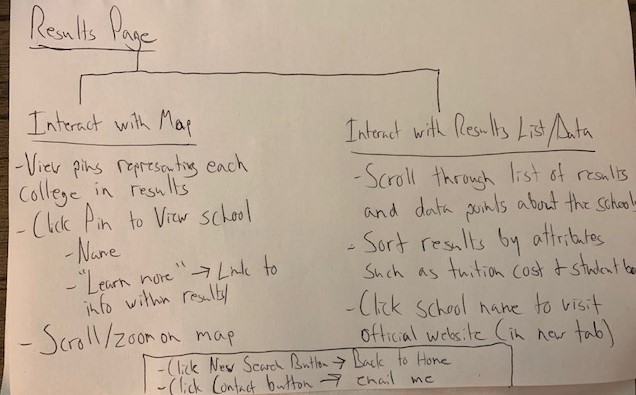 Results Page
Interact with Map
- View pins representing each
college in results
- Click Pin to View school
- Name
- "Learn more" → Link to
info within results
- Scroll/zoom on map
Interact with Results List/Data
- Scroll through list of results
and data points about the school
- Sort results by attributes
such as tuition cost + student
- Click school name to visit
official website (in new tab)
- Click New Search Button → Back to Home
- Click Contact button → email me